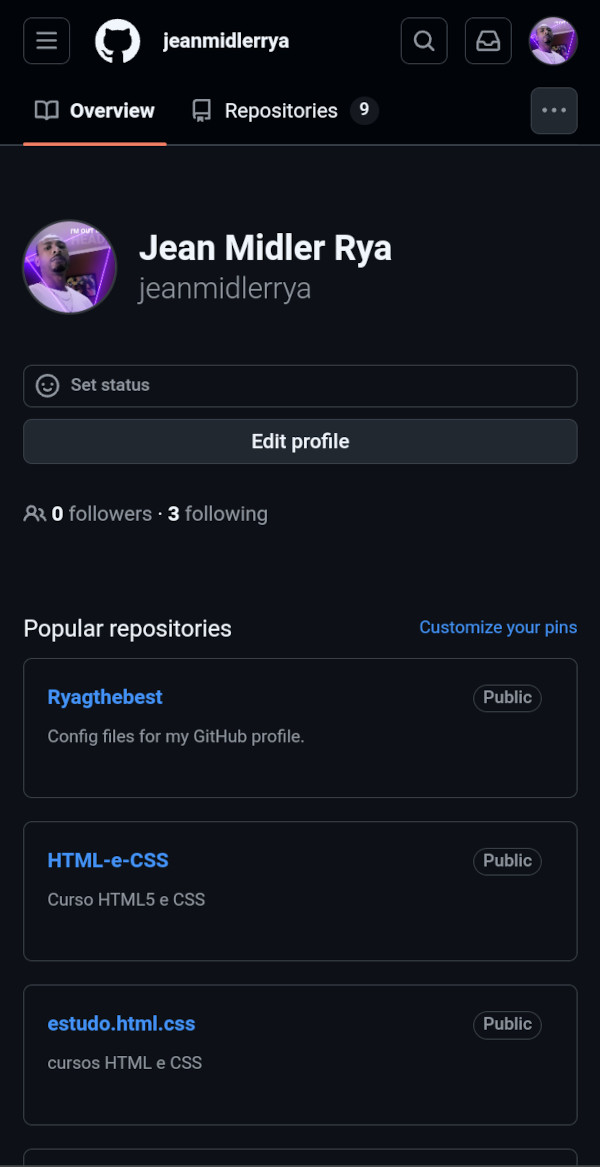 jeanmidlerrya
Overview
Repositories 9
I'M OUT
HEAD
Jean Midler Rya
jeanmidlerrya
Set status
Edit profile
0 followers · 3 following
Popular repositories
Customize your pins
Ryagthebest
Public
Config files for my GitHub profile.
HTML-e-CSS
Public
Curso HTML5 e CSS
estudo.html.css
Public
cursos HTML e CSS